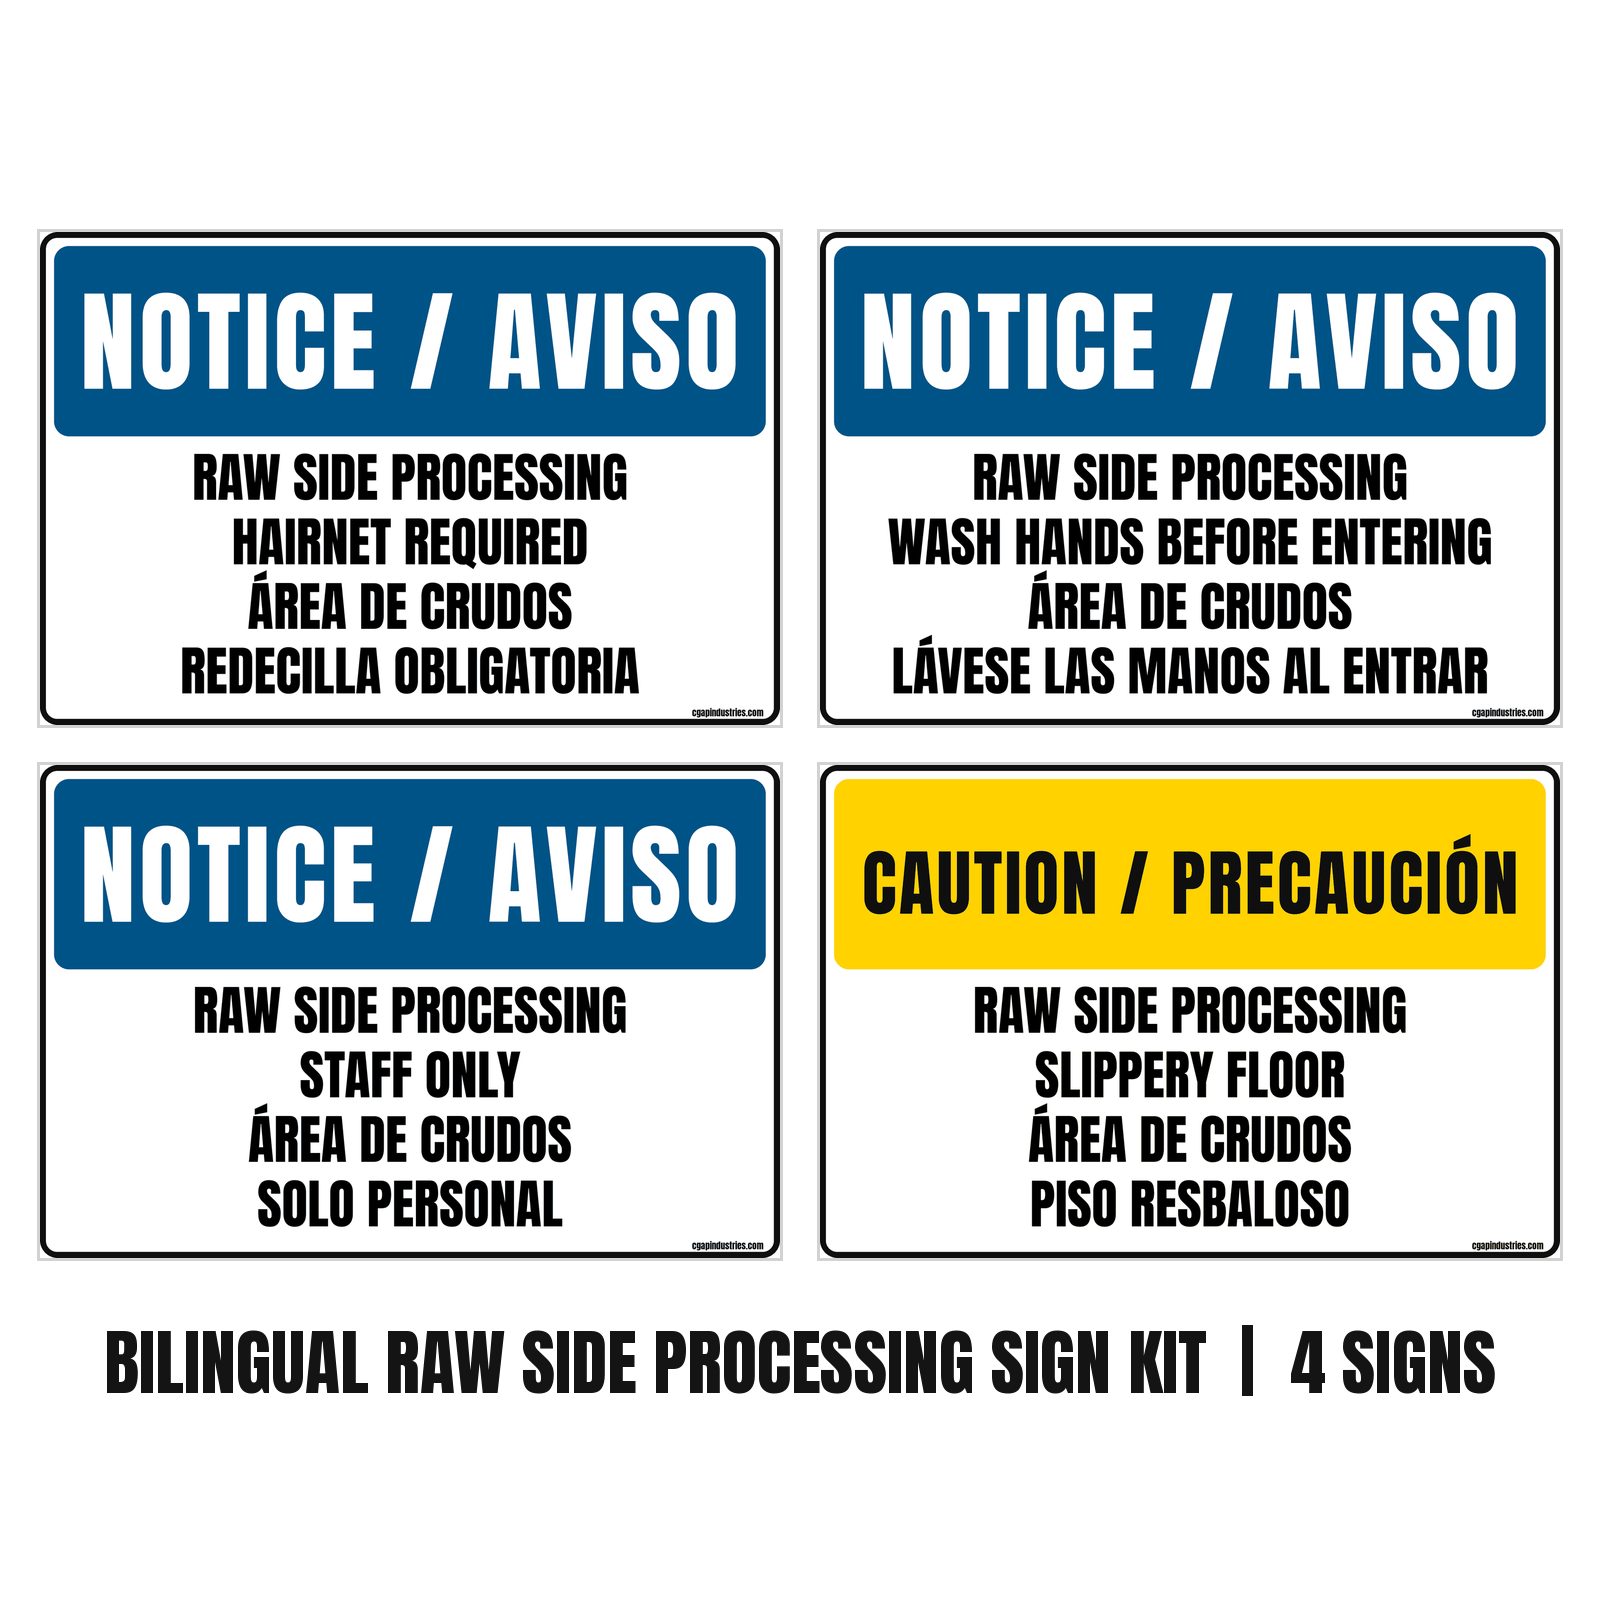 NOTICE / AVISO
RAW SIDE PROCESSING
HAIRNET REQUIRED
ÁREA DE CRUDOS
REDECILLA OBLIGATORIA
cgapindustries.com
NOTICE / AVISO
RAW SIDE PROCESSING
WASH HANDS BEFORE ENTERING
ÁREA DE CRUDOS
LÁVESE LAS MANOS AL ENTRAR
cgapindustries.com
NOTICE / AVISO
RAW SIDE PROCESSING
STAFF ONLY
ÁREA DE CRUDOS
SOLO PERSONAL
cgapindustries.com
CAUTION / PRECAUCIÓN
RAW SIDE PROCESSING
SLIPPERY FLOOR
ÁREA DE CRUDOS
PISO RESBALOSO
cgapindustries.com
BILINGUAL RAW SIDE PROCESSING SIGN KIT | 4 SIGNS